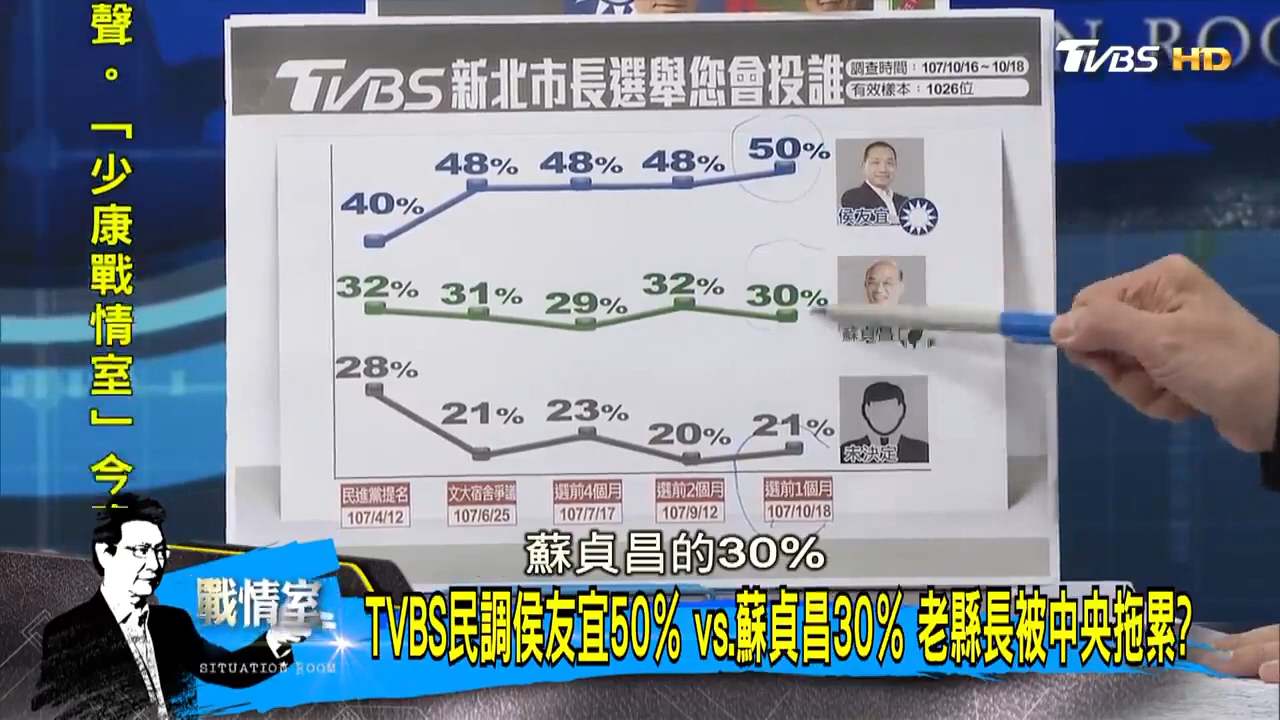 聲。「少康戰情室」今
TVBS HD
TVBS 新北市長選舉您會投誰
調查時間：107/10/16～10/18
有效樣本：1026位
40% 48% 48% 48% 50%
侯友宜
32% 31% 29% 32% 30%
蘇貞昌
28% 21% 23% 20% 21%
未決定
民進黨提名 文大宿舍爭議 選前4個月 選前2個月 選前1個月
107/4/12 107/6/25 107/7/17 107/9/12 107/10/18
蘇貞昌的30%
戰情室
SITUATION ROOM
TVBS民調侯友宜50% vs.蘇貞昌30% 老縣長被中央拖累?